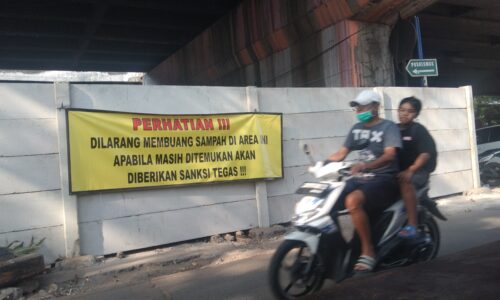 PERHATIAN !!!
DILARANG MEMBUANG SAMPAH DI AREA INI
APABILA MASIH DITEMUKAN AKAN
DIBERIKAN SANKSI TEGAS !!!
PUSKESMAS